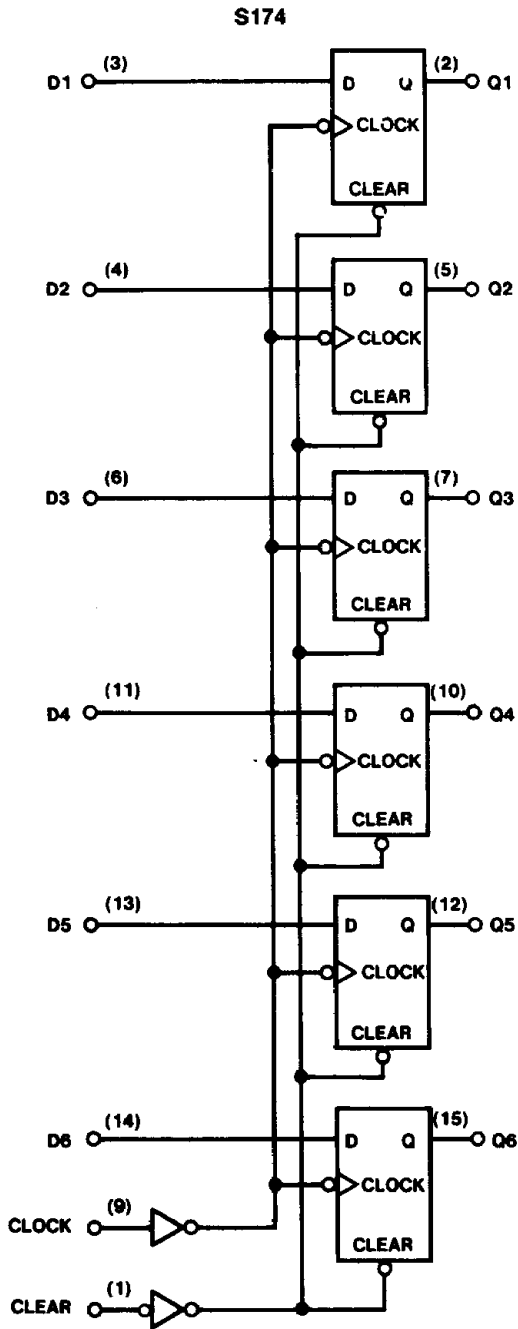 S174
D1 (3) D Q (2) Q1
CLOCK
CLEAR
D2 (4) D Q (5) Q2
CLOCK
CLEAR
D3 (6) D Q (7) Q3
CLOCK
CLEAR
D4 (11) D Q (10) Q4
CLOCK
CLEAR
D5 (13) D Q (12) Q5
CLOCK
CLEAR
D6 (14) D Q (15) Q6
CLOCK
CLOCK (9)
CLEAR
CLEAR (1)